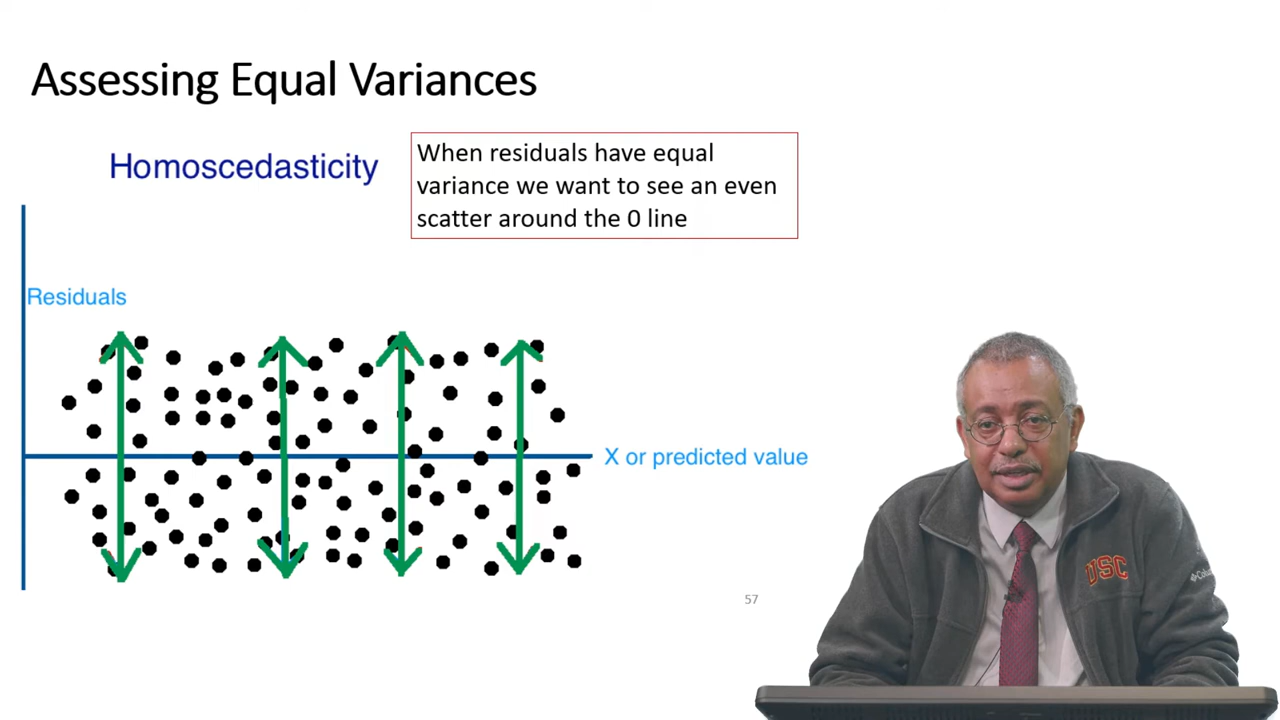 Assessing Equal Variances
Homoscedasticity
When residuals have equal
variance we want to see an even
scatter around the 0 line
Residuals
X or predicted value
57
USC
Columbia